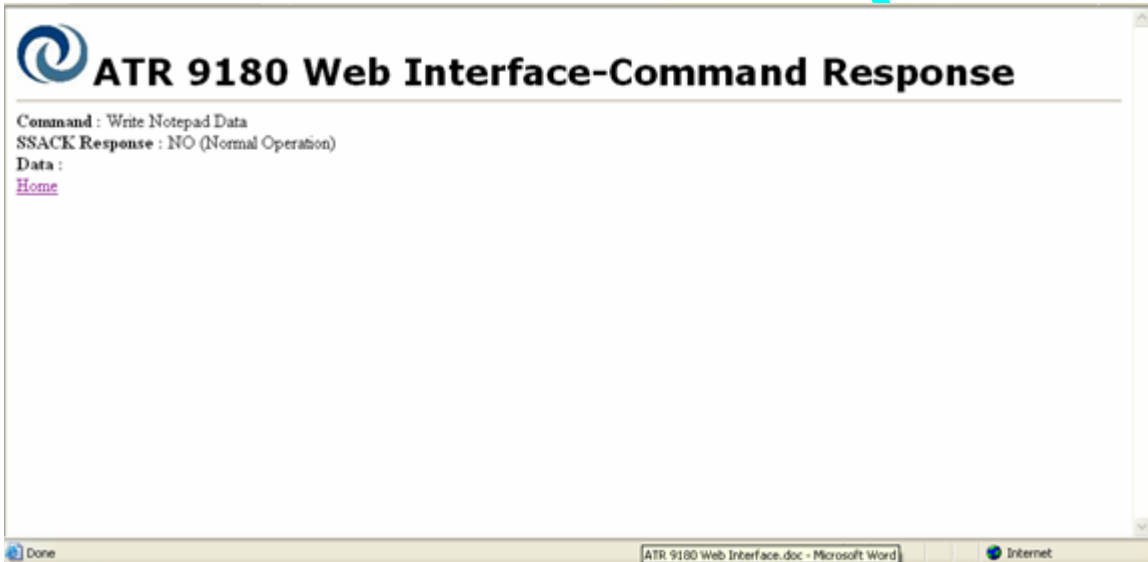 ATR 9180 Web Interface-Command Response
Command : Write Notepad Data
SSACK Response : NO (Normal Operation)
Data :
Home
Done
ATR 9180 Web Interface.doc - Microsoft Word
Internet